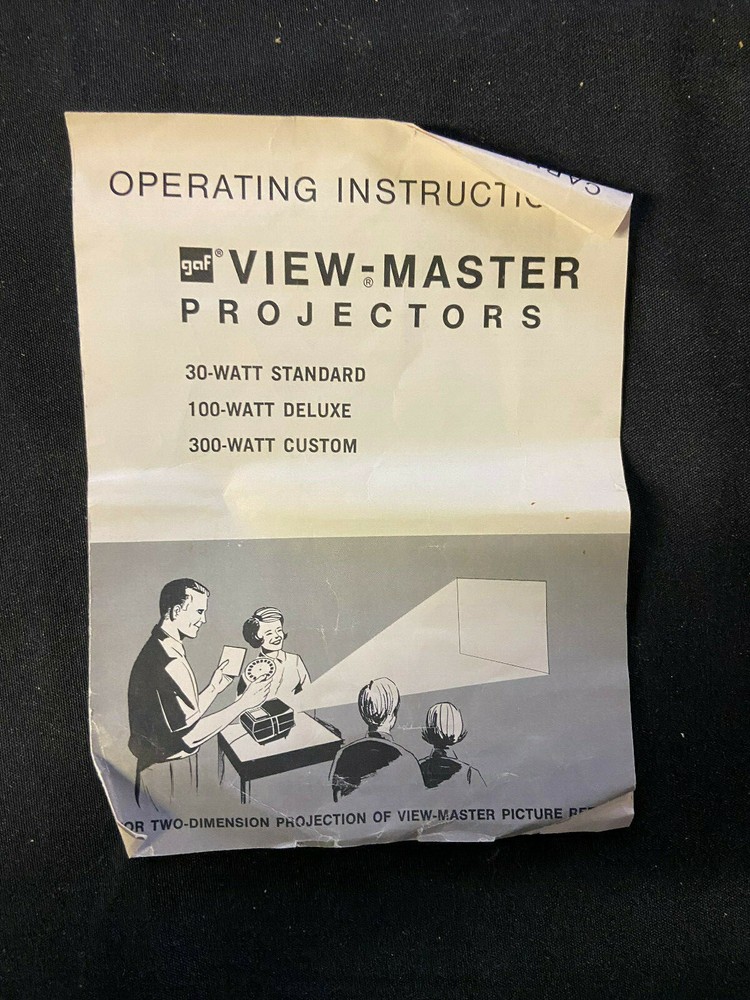 OPERATING INSTRUCTIO
gaf® VIEW-MASTER®
PROJECTORS
30-WATT STANDARD
100-WATT DELUXE
300-WATT CUSTOM
OR TWO-DIMENSION PROJECTION OF VIEW-MASTER PICTURE